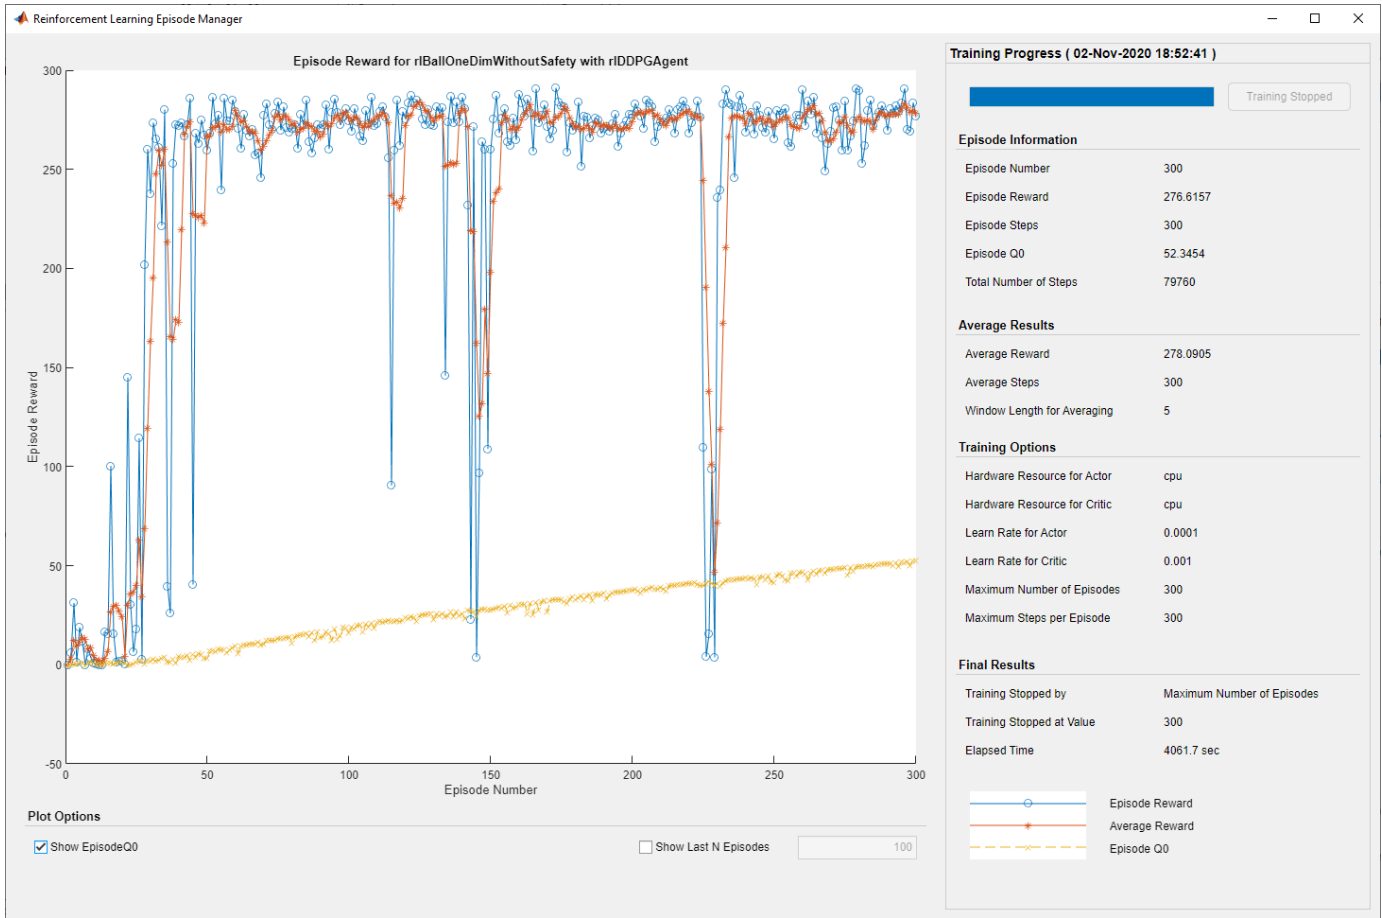 Reinforcement Learning Episode Manager
Episode Reward for rlBallOneDimWithoutSafety with rlDDPGAgent
300
250
200
150
100
50
0
-50
Episode Reward
0 50 100 150 200 250 300
Episode Number
Plot Options
Show EpisodeQ0
Show Last N Episodes 100
Training Progress ( 02-Nov-2020 18:52:41 )
Training Stopped
Episode Information
Episode Number 300
Episode Reward 276.6157
Episode Steps 300
Episode Q0 52.3454
Total Number of Steps 79760
Average Results
Average Reward 278.0905
Average Steps 300
Window Length for Averaging 5
Training Options
Hardware Resource for Actor cpu
Hardware Resource for Critic cpu
Learn Rate for Actor 0.0001
Learn Rate for Critic 0.001
Maximum Number of Episodes 300
Maximum Steps per Episode 300
Final Results
Training Stopped by Maximum Number of Episodes
Training Stopped at Value 300
Elapsed Time 4061.7 sec
Episode Reward
Average Reward
Episode Q0